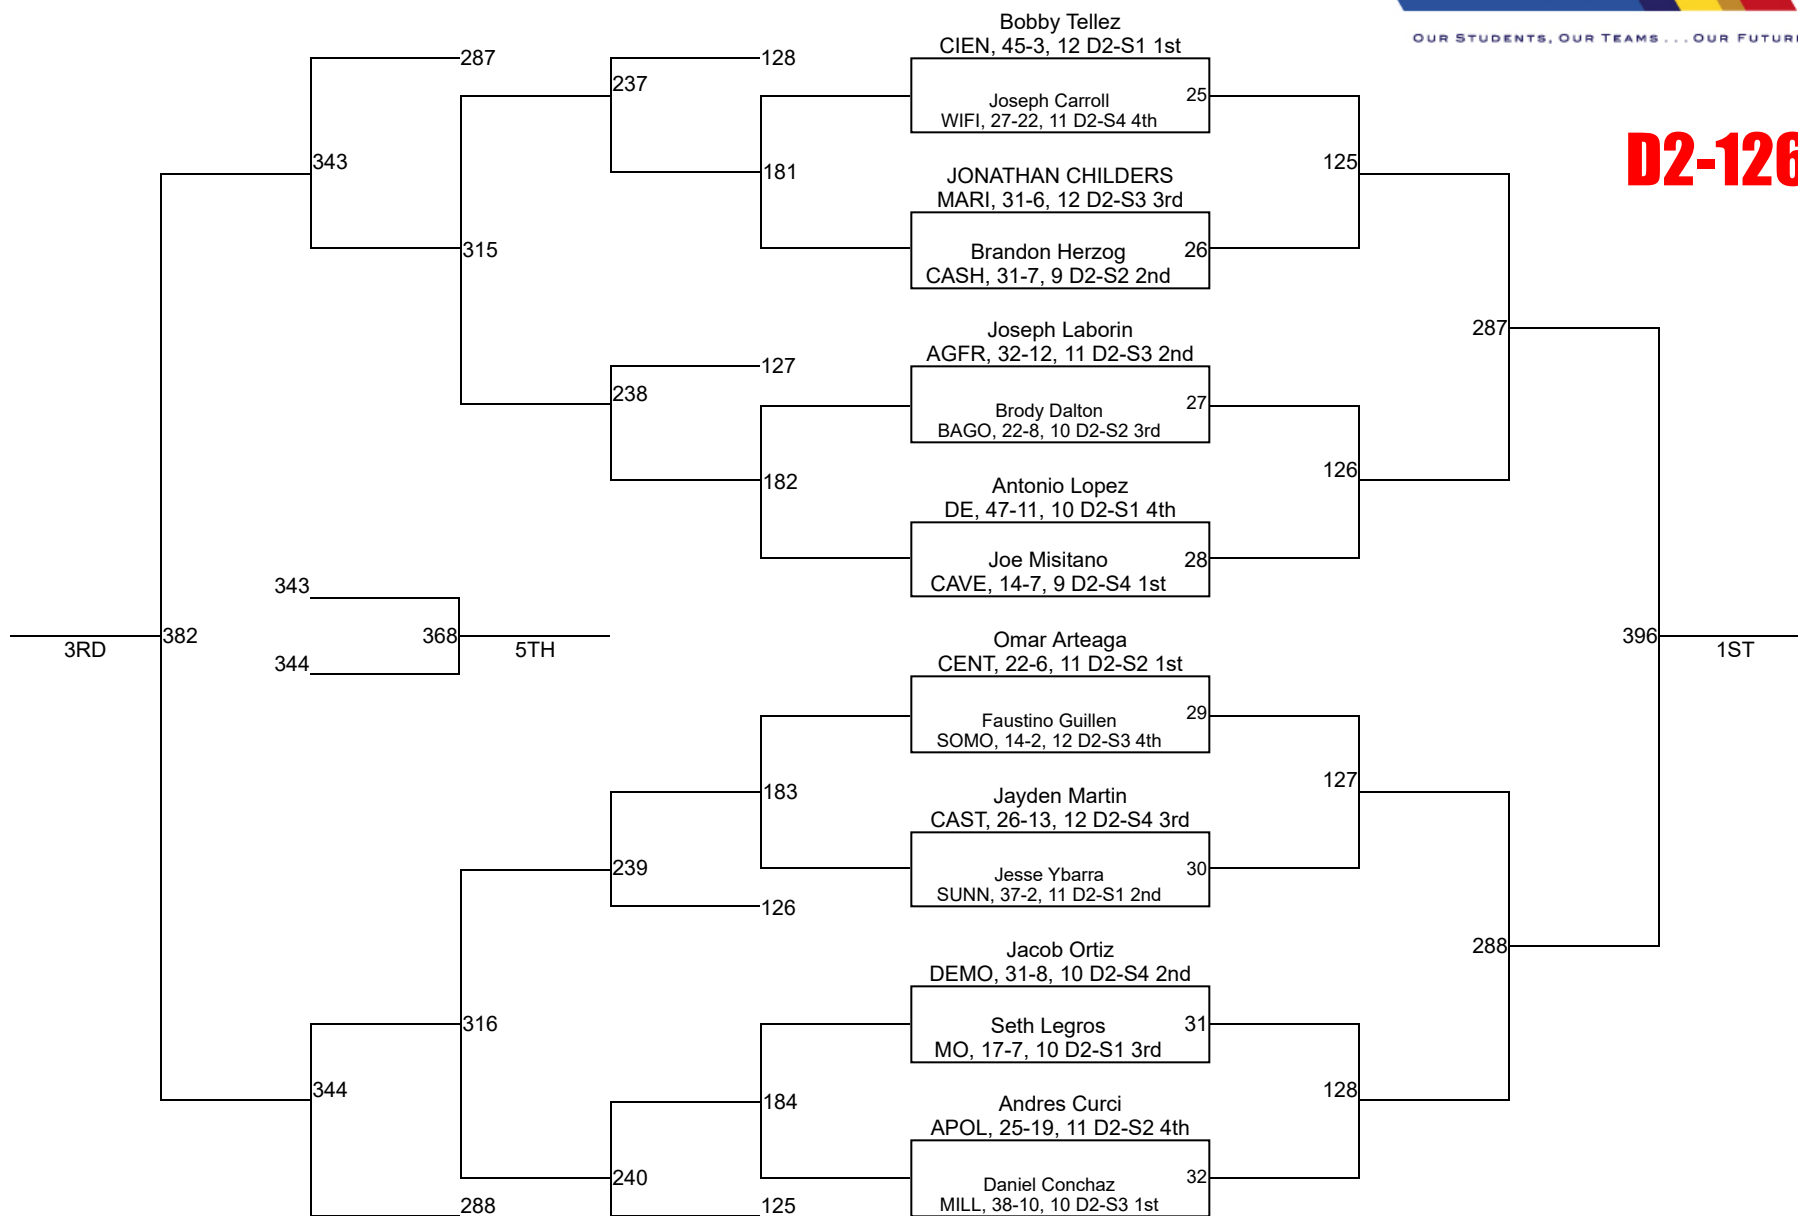 OUR STUDENTS, OUR TEAMS . . . OUR FUTURE
D2-126
Bobby Tellez
CIEN, 45-3, 12 D2-S1 1st
Joseph Carroll
WIFI, 27-22, 11 D2-S4 4th
25
JONATHAN CHILDERS
MARI, 31-6, 12 D2-S3 3rd
Brandon Herzog
CASH, 31-7, 9 D2-S2 2nd
26
Joseph Laborin
AGFR, 32-12, 11 D2-S3 2nd
Brody Dalton
BAGO, 22-8, 10 D2-S2 3rd
27
Antonio Lopez
DE, 47-11, 10 D2-S1 4th
Joe Misitano
CAVE, 14-7, 9 D2-S4 1st
28
Omar Arteaga
CENT, 22-6, 11 D2-S2 1st
Faustino Guillen
SOMO, 14-2, 12 D2-S3 4th
29
Jayden Martin
CAST, 26-13, 12 D2-S4 3rd
Jesse Ybarra
SUNN, 37-2, 11 D2-S1 2nd
30
Jacob Ortiz
DEMO, 31-8, 10 D2-S4 2nd
Seth Legros
MO, 17-7, 10 D2-S1 3rd
31
Andres Curci
APOL, 25-19, 11 D2-S2 4th
Daniel Conchaz
MILL, 38-10, 10 D2-S3 1st
32
125
126
127
128
287
288
396
1ST
128
181
127
182
183
126
184
125
237
238
239
240
287
315
316
288
343
344
382
3RD
343
344
368
5TH